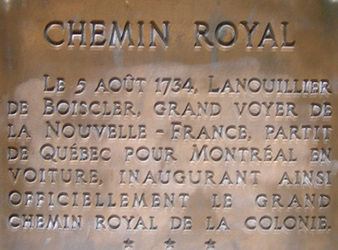 CHEMIN ROYAL
LE 5 AOÛT 1734, LANOUILLIER
DE BOISCLER, GRAND VOYER DE
LA NOUVELLE-FRANCE, PARTIT
DE QUÉBEC POUR MONTRÉAL EN
VOITURE, INAUGURANT AINSI
OFFICIELLEMENT LE GRAND
CHEMIN ROYAL DE LA COLONIE.
* * *